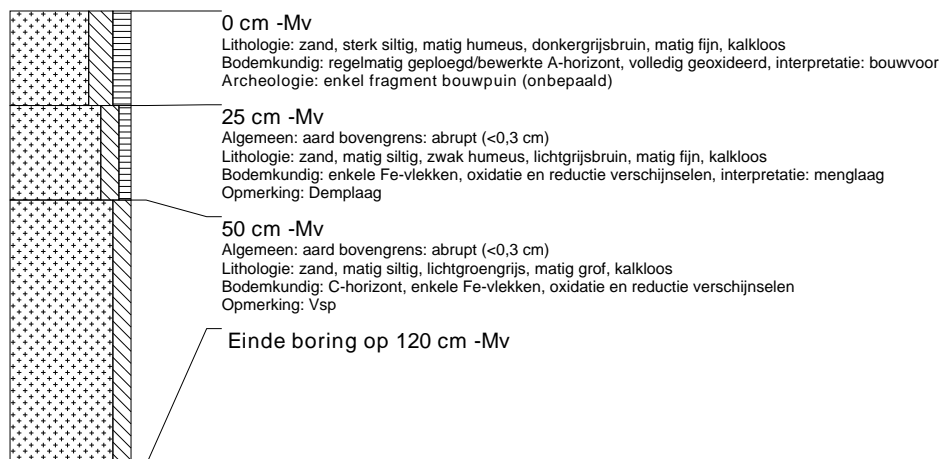 0 cm -Mv
Lithologie: zand, sterk siltig, matig humeus, donkergrijsbruin, matig fijn, kalkloos
Bodemkundig: regelmatig geploegd/bewerkte A-horizont, volledig geoxideerd, interpretatie: bouwvoor
Archeologie: enkel fragment bouwpuin (onbepaald)
25 cm -Mv
Algemeen: aard bovengrens: abrupt (<0,3 cm)
Lithologie: zand, matig siltig, zwak humeus, lichtgrijsbruin, matig fijn, kalkloos
Bodemkundig: enkele Fe-vlekken, oxidatie en reductie verschijnselen, interpretatie: menglaag
Opmerking: Demplaag
50 cm -Mv
Algemeen: aard bovengrens: abrupt (<0,3 cm)
Lithologie: zand, matig siltig, lichtgroengrijs, matig grof, kalkloos
Bodemkundig: C-horizont, enkele Fe-vlekken, oxidatie en reductie verschijnselen
Opmerking: Vsp
Einde boring op 120 cm -Mv